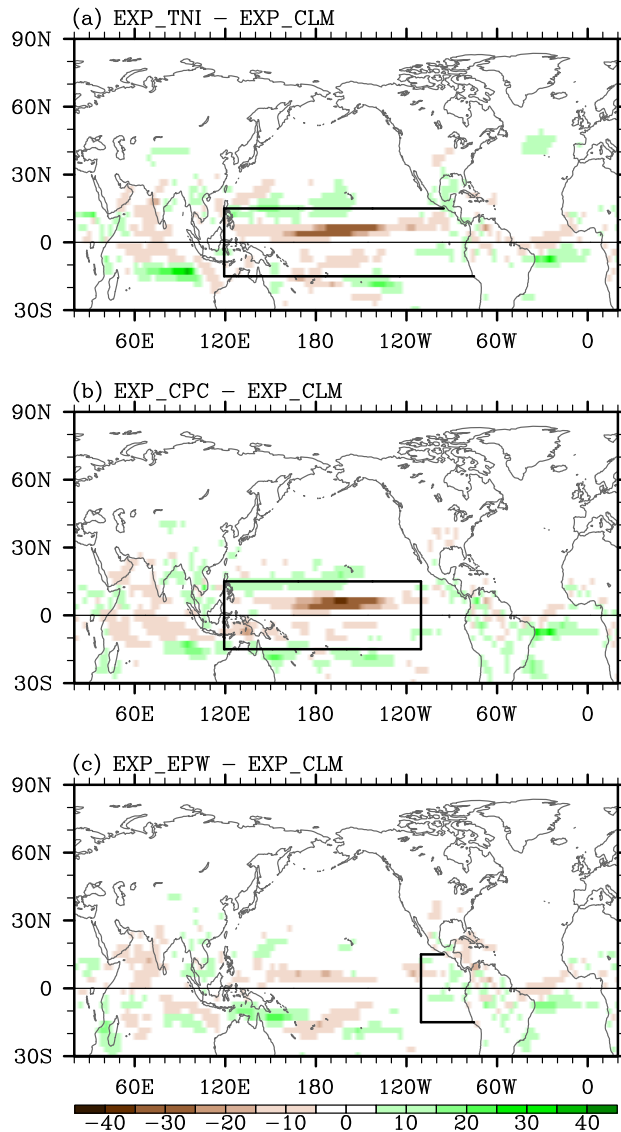 (a) EXP_TNI − EXP_CLM
90N
60N
30N
0
30S
60E 120E 180 120W 60W 0
(b) EXP_CPC − EXP_CLM
90N
60N
30N
0
30S
60E 120E 180 120W 60W 0
(c) EXP_EPW − EXP_CLM
90N
60N
30N
0
30S
60E 120E 180 120W 60W 0
−40 −30 −20 −10 0 10 20 30 40